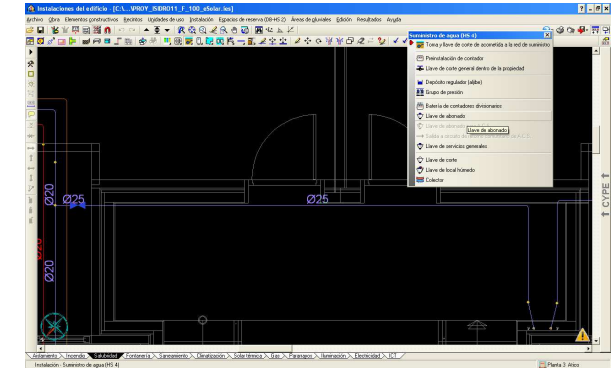 Instalaciones del edificio - [C:\...\PROY_ISIDRO11_F_100_eSolar.ies]
Archivo Obra Elementos constructivos Recintos Unidades de uso Instalación Espacios de reserva (DB-HS 2) Áreas de pluviales Edición Resultados Ayuda
Suministro de agua (HS 4)
Toma y llave de corte de acometida a la red de suministro
Preinstalación de contador
Llave de corte general dentro de la propiedad
Depósito regulador (aljibe)
Grupo de presión
Batería de contadores divisionarios
Llave de abonado
Llave de abonado
Llave de abonado
Llave de servicios generales
Llave de corte
Llave de local húmedo
Colector
Ø20
Ø25
Ø25
Ø20
Ø20
CYPE
Aislamiento Incendio Salubridad Fontanería Saneamiento Climatización Solar térmica Gas Pararrayos Iluminación Electricidad ICT
Instalación - Suministro de agua (HS 4)
Planta 3 Atico